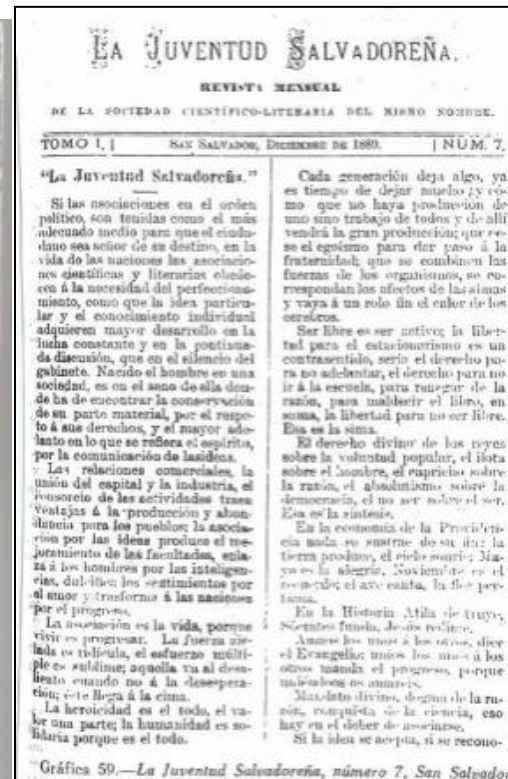 LA JUVENTUD SALVADOREÑA.
REVISTA MENSUAL
DE LA SOCIEDAD CIENTÍFICO-LITERARIA DEL MISMO NOMBRE.
TOMO I, | SAN SALVADOR, DICIEMBRE DE 1889. | NUM. 7.
"La Juventud Salvadoreña."
Si las asociaciones en el orden
político, son tenidas como el más
adecuado medio para que el ciuda-
dano sea señor de su destino, en la
vida de las naciones las asociacio-
nes científicas y literarias obede-
cen á la necesidad del perfecciona-
miento, como que la idea particu-
lar y el conocimiento individual
adquieren mayor desarrollo en la
lucha constante y en la continua-
da discusión, que en el silencio del
gabinete. Nacido el hombre en una
sociedad, es en el seno de ella don-
de ha de encontrar la conservación
de su parte material, por el respe-
to á sus derechos, y el mayor ade-
lanto en lo que se refiera al espíritu,
por la comunicación de las ideas.
Las relaciones comerciales, la
unión del capital y la industria, el
consorcio de las actividades traen
ventajas á la producción y abun-
dancia para los pueblos; la asocia-
ción por las ideas produce el me-
joramiento de las facultades, enla-
za á los hombres por las inteligen-
cias, los sentimientos por
el amor y trasforma á las naciones
por el progreso.
La asociación es la vida, porque
vivir es progresar. La fuerza ais-
lada es ridícula, el esfuerzo múlti-
ple es sublime; aquella va al desa-
liento cuando no á la desespera-
ción; éste llega á la cima.
La heroicidad es el todo, el va-
lor una parte; la humanidad es so-
lidaria porque es el todo.
Cada generación deja algo, ya
es tiempo de dejar mucho y có-
mo que no haya producción de
uno sino trabajo de todos y de allí
vendrá la gran producción; que ce-
se el egoísmo para dar paso á la
fraternidad; que se combinen las
fuerzas de los organismos, se co-
rrespondan los afectos de las almas
y vaya á un solo fin el calor de los
cerebros.
Ser libre es ser activo; la liber-
tad para el estacionarismo es un
contrasentido, sería el derecho pa-
ra no adelantar, el derecho para no
ir á la escuela, para renegar de la
razón, para maldecir el libro, en
suma, la libertad para no ser libre.
Esa es la sima.
El derecho divino de los reyes
sobre la voluntad popular, el ilota
sobre el hombre, el capricho sobre
la razón, el absolutismo sobre la
democracia, el no ser sobre el ser.
Esa es la síntesis.
En la economía de la Providen-
cia nada se sustrae de su fin: la
tierra produce, el cielo sonríe; Ma-
yo es la alegría, Noviembre es el
recuerdo; el ave canta, la flor per-
fuma.
En la Historia Atila destruye,
Sócrates funda, Jesús redime.
Amaos los unos á los otros, dice
el Evangelio; uníos los unos á los
otros manda el progreso, porque
uniéndoos os amaréis.
Mandato divino, dogma de la ra-
zón, conquista de la ciencia, eso
hay en el deber de asociarse.
Si la idea se acepta, si se recono-
Gráfica 59.—La Juventud Salvadoreña, número 7. San Salvador